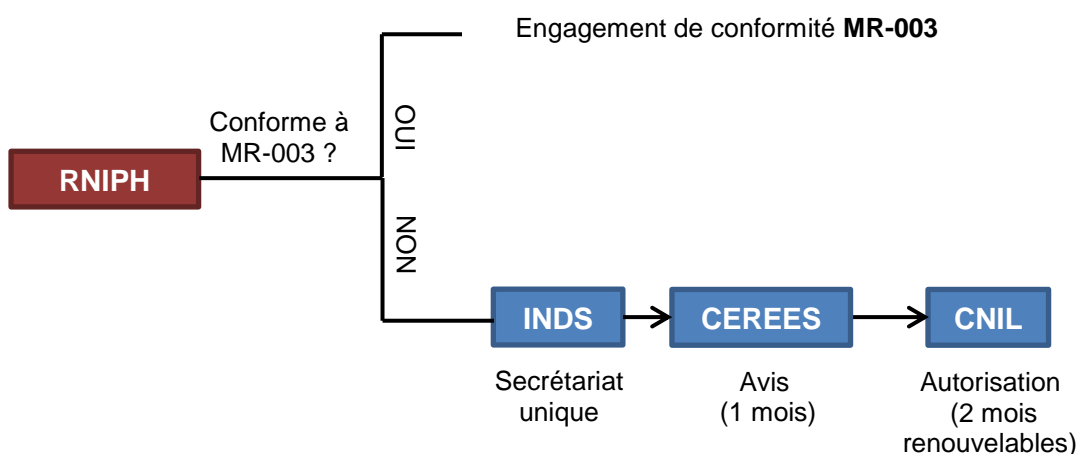 Engagement de conformité MR-003
Conforme à
MR-003 ?
OUI
RNIPH
NON
INDS
CEREES
CNIL
Secrétariat
unique
Avis
(1 mois)
Autorisation
(2 mois
renouvelables)